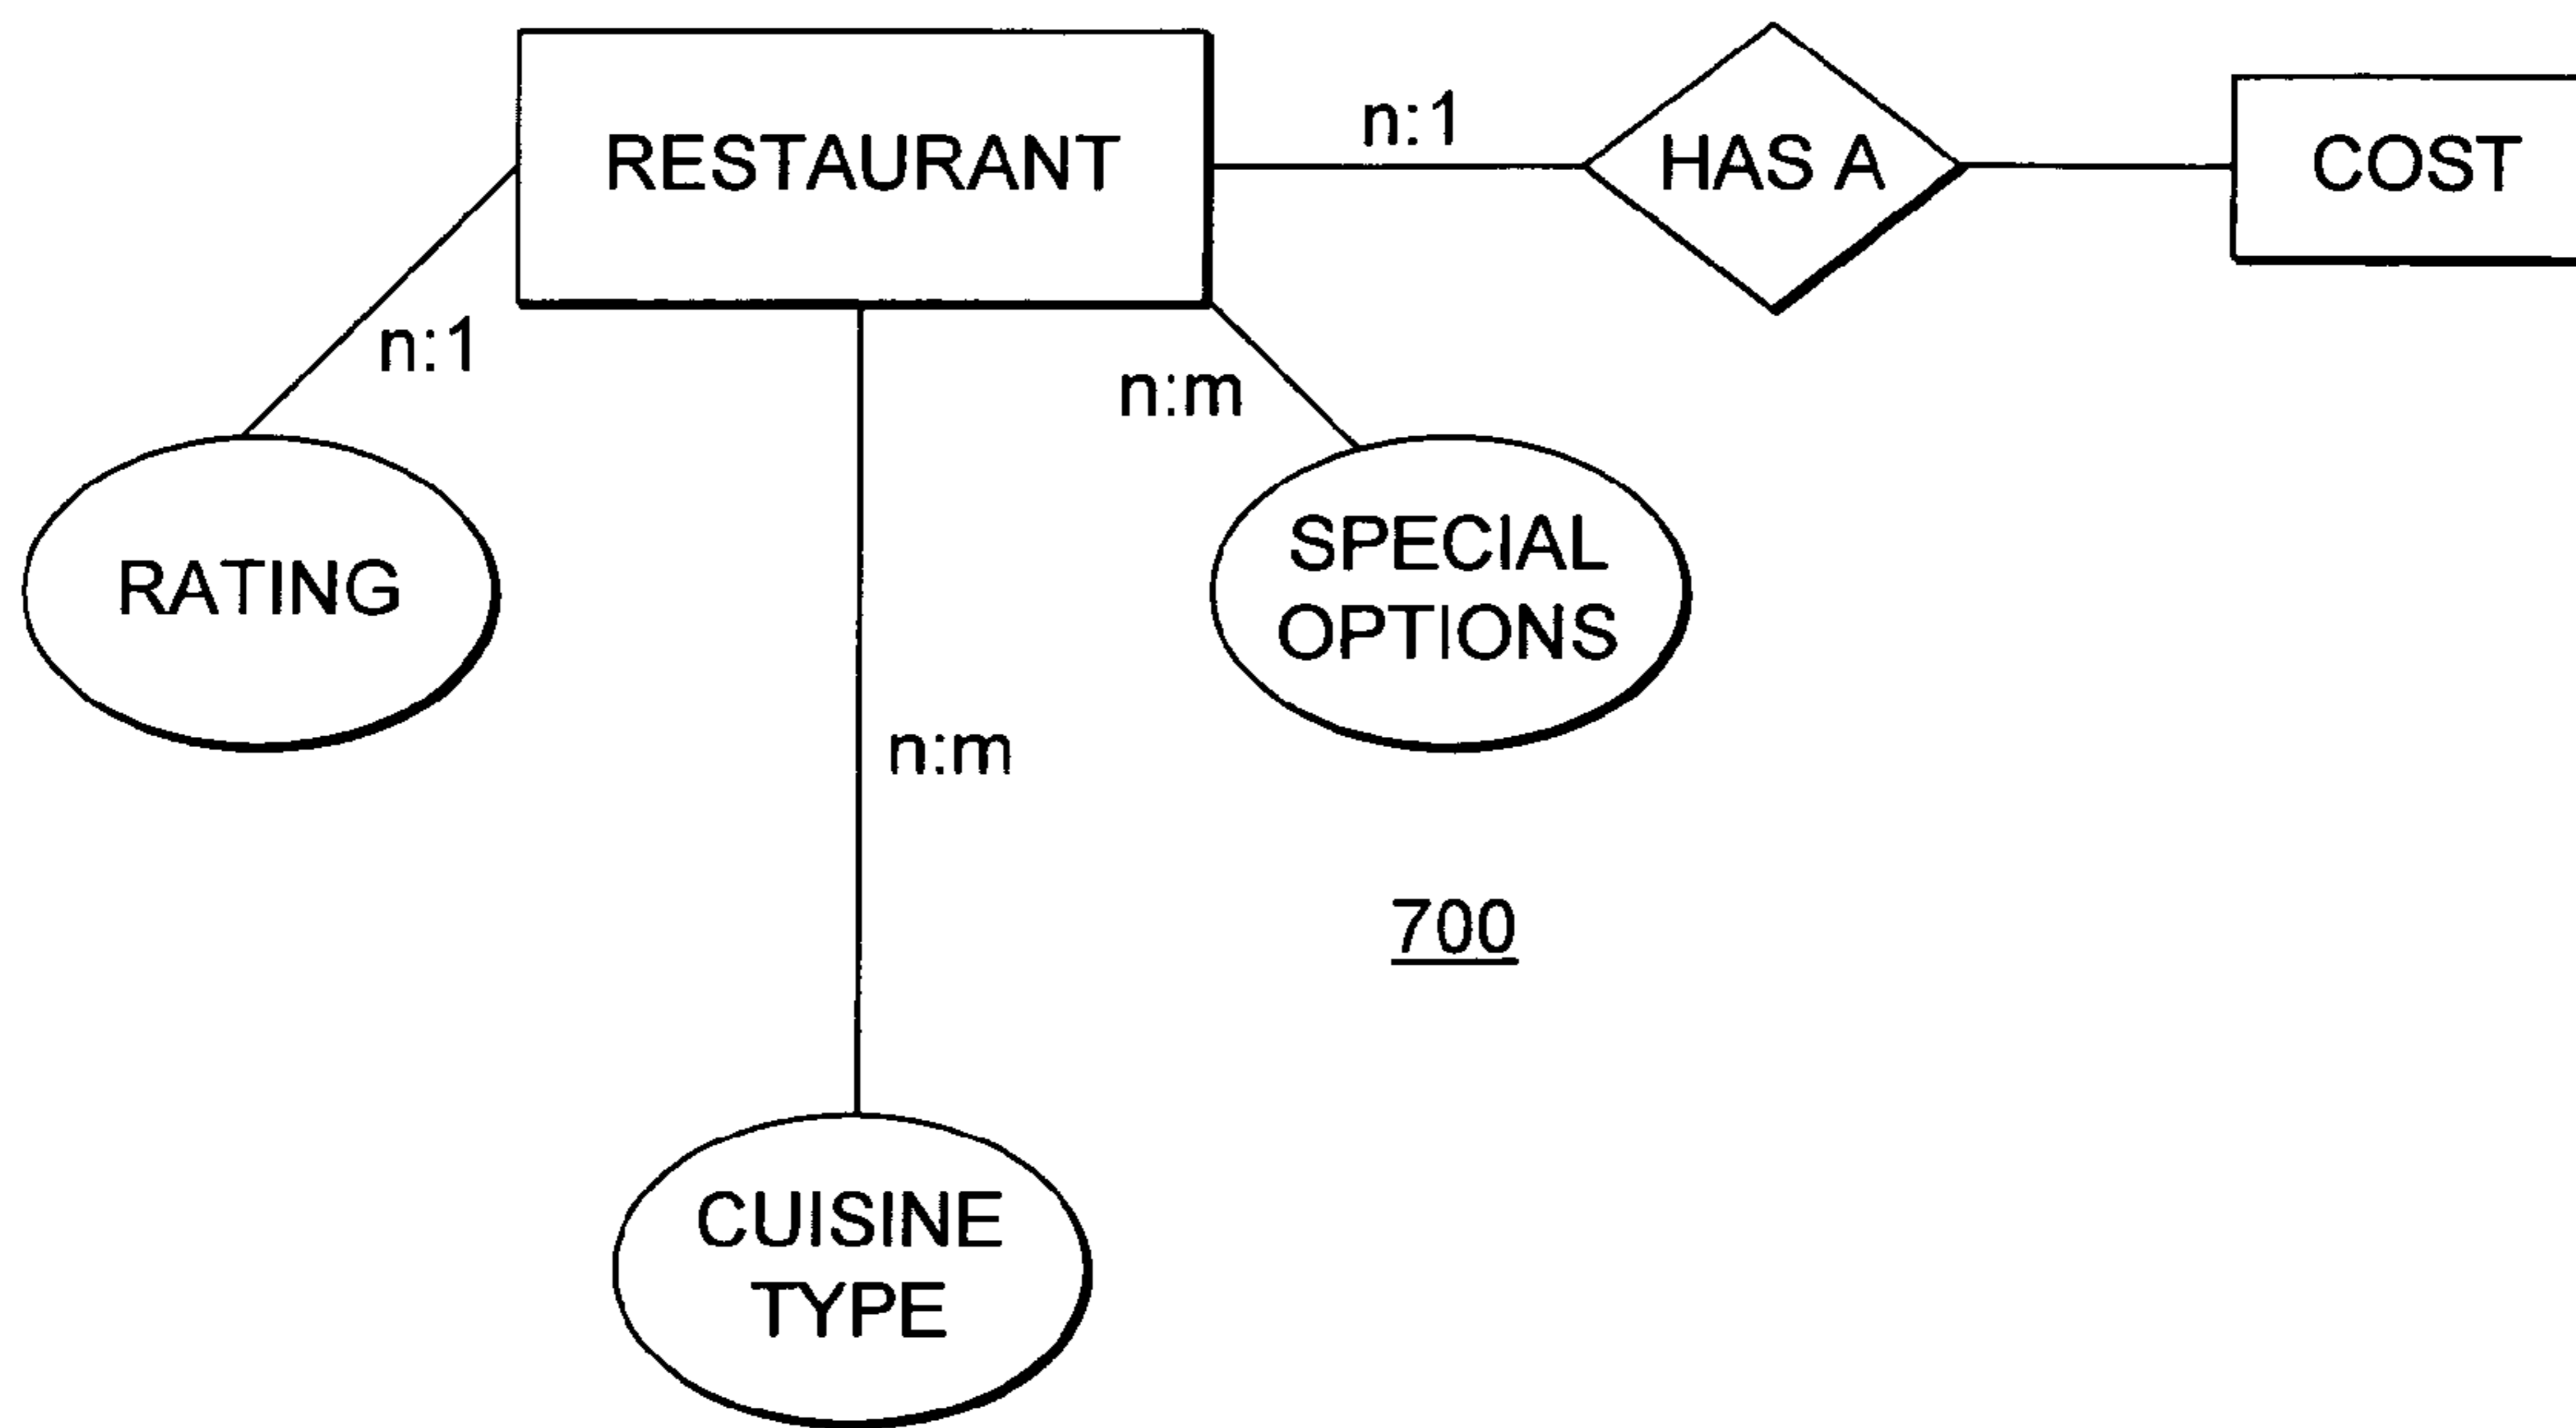 RESTAURANT
n:1
HAS A
COST
n:1
n:m
RATING
SPECIAL
OPTIONS
n:m
700
CUISINE
TYPE